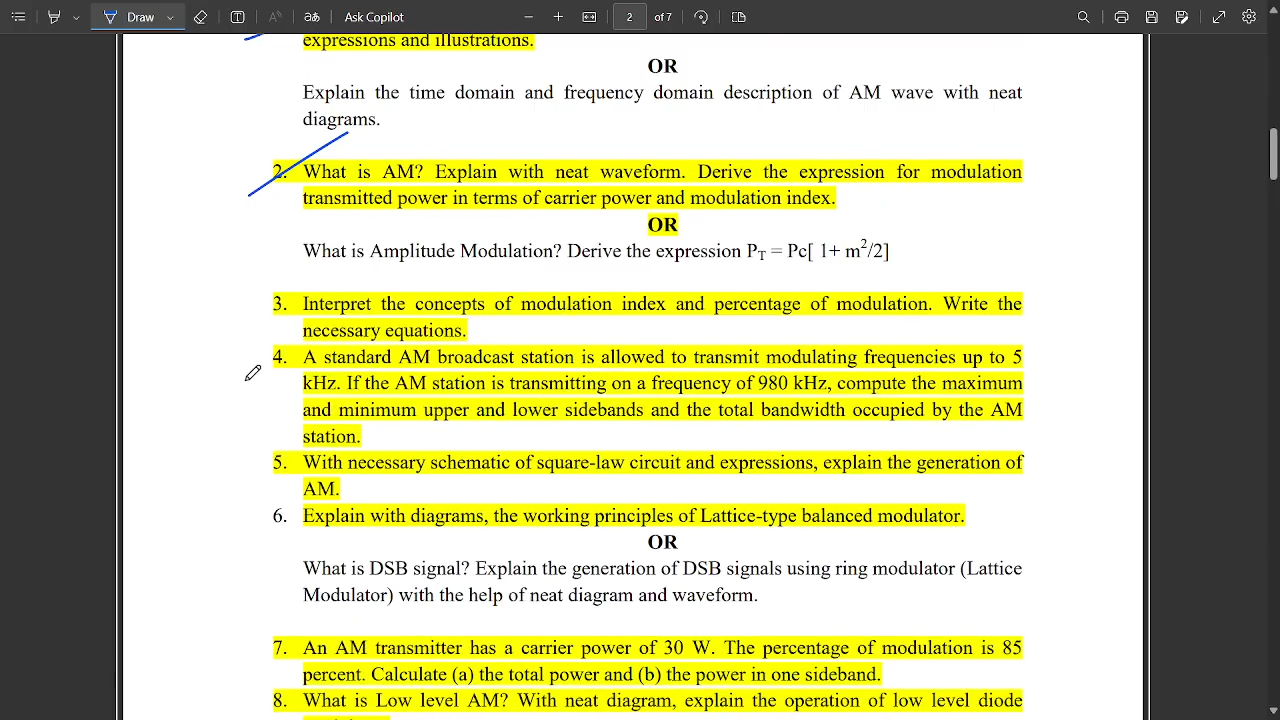 Draw
Ask Copilot
2 of 7
expressions and illustrations.
OR
Explain the time domain and frequency domain description of AM wave with neat
diagrams.
2. What is AM? Explain with neat waveform. Derive the expression for modulation
transmitted power in terms of carrier power and modulation index.
OR
What is Amplitude Modulation? Derive the expression PT = Pc[ 1+ m²/2]
3. Interpret the concepts of modulation index and percentage of modulation. Write the
necessary equations.
4. A standard AM broadcast station is allowed to transmit modulating frequencies up to 5
kHz. If the AM station is transmitting on a frequency of 980 kHz, compute the maximum
and minimum upper and lower sidebands and the total bandwidth occupied by the AM
station.
5. With necessary schematic of square-law circuit and expressions, explain the generation of
AM.
6. Explain with diagrams, the working principles of Lattice-type balanced modulator.
OR
What is DSB signal? Explain the generation of DSB signals using ring modulator (Lattice
Modulator) with the help of neat diagram and waveform.
7. An AM transmitter has a carrier power of 30 W. The percentage of modulation is 85
percent. Calculate (a) the total power and (b) the power in one sideband.
8. What is Low level AM? With neat diagram, explain the operation of low level diode